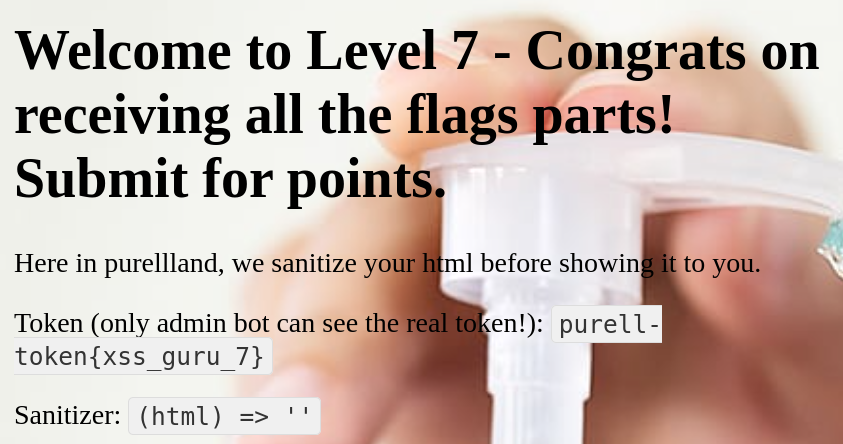 Welcome to Level 7 - Congrats on
receiving all the flags parts!
Submit for points.
Here in purellland, we sanitize your html before showing it to you.
Token (only admin bot can see the real token!): purell-
token{xss_guru_7}
Sanitizer: (html) => ''